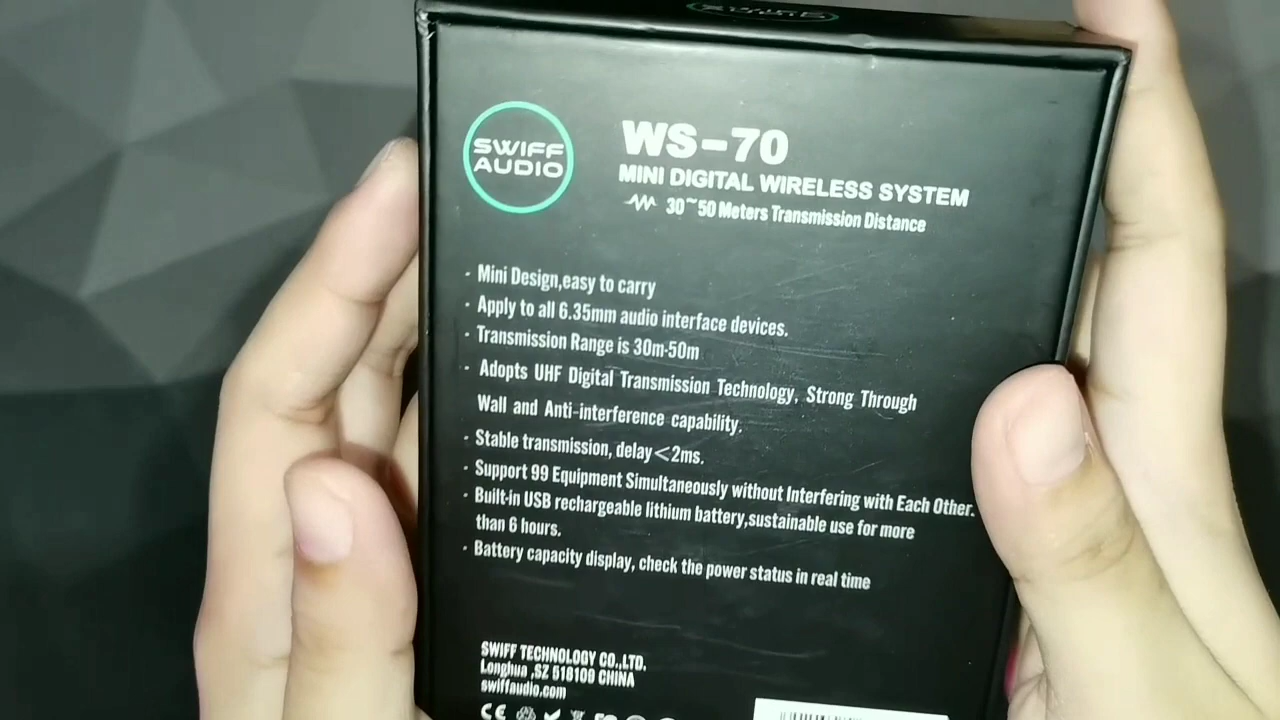 SWIFF
AUDIO
WS-70
MINI DIGITAL WIRELESS SYSTEM
30~50 Meters Transmission Distance
· Mini Design,easy to carry
· Apply to all 6.35mm audio interface devices.
· Transmission Range is 30m-50m
· Adopts UHF Digital Transmission Technology, Strong Through
Wall and Anti-interference capability.
· Stable transmission, delay<2ms.
· Support 99 Equipment Simultaneously without Interfering with Each Other.
· Built-in USB rechargeable lithium battery,sustainable use for more
than 6 hours.
· Battery capacity display, check the power status in real time
SWIFF TECHNOLOGY CO.,LTD.
Longhua ,SZ 518109 CHINA
swiffaudio.com
CE